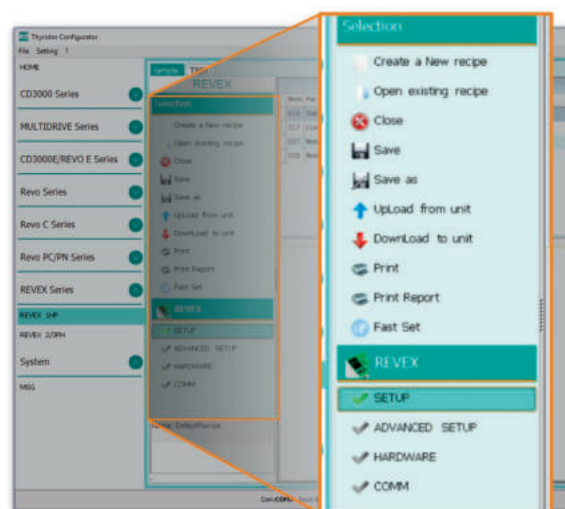 Thyristor Configurator
File Setting ?
HOME
CD3000 Series
MULTIDRIVE Series
CD3000E/REVO E Series
Revo Series
Revo C Series
Revo PC/PN Series
REVEX Series
REVEX 1HP
REVEX 2/3PH
System
MSG
REVEX
Selection
Create a New recipe
Open existing recipe
Close
Save
Save as
UpLoad from unit
DownLoad to unit
Print
Print Report
Fast Set
REVEX
SETUP
ADVANCED SETUP
HARDWARE
COMM
Selection
Create a New recipe
Open existing recipe
Close
Save
Save as
UpLoad from unit
DownLoad to unit
Print
Print Report
Fast Set
REVEX
SETUP
ADVANCED SETUP
HARDWARE
COMM